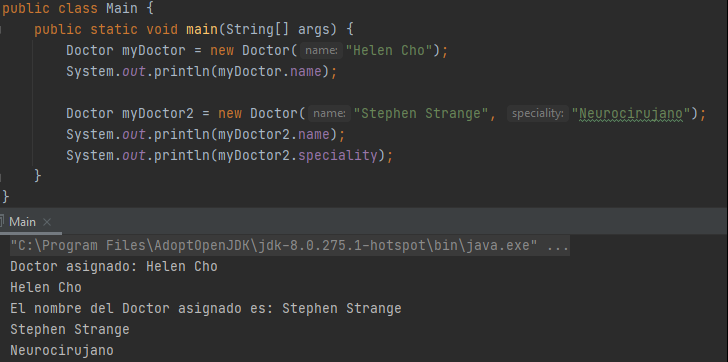 public class Main {
public static void main(String[] args) {
Doctor myDoctor = new Doctor( name: "Helen Cho");
System.out.println(myDoctor.name);
Doctor myDoctor2 = new Doctor( name: "Stephen Strange", speciality: "Neurocirujano");
System.out.println(myDoctor2.name);
System.out.println(myDoctor2.speciality);
}
}
Main ×
"C:\Program Files\AdoptOpenJDK\jdk-8.0.275.1-hotspot\bin\java.exe" ...
Doctor asignado: Helen Cho
Helen Cho
El nombre del Doctor asignado es: Stephen Strange
Stephen Strange
Neurocirujano